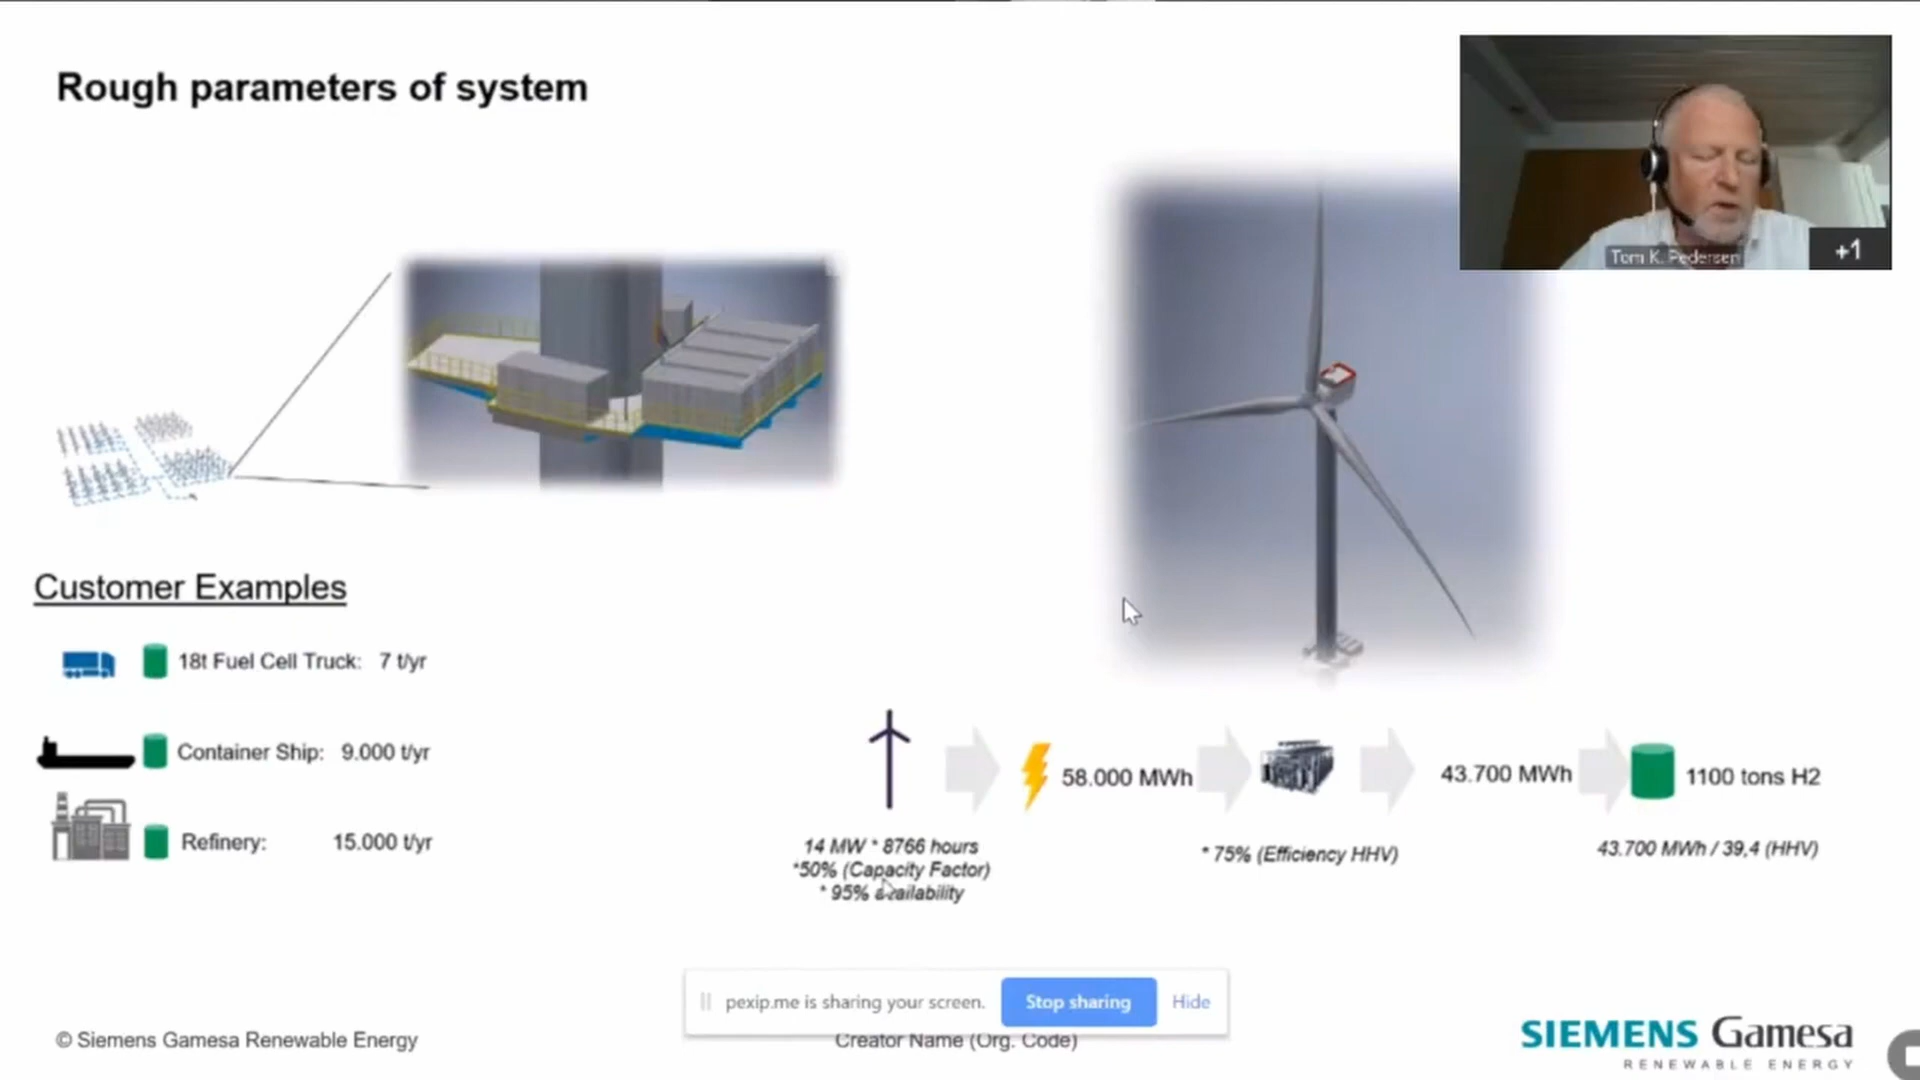 Rough parameters of system
Tom K. Pedersen
+1
Customer Examples
18t Fuel Cell Truck: 7 t/yr
Container Ship: 9.000 t/yr
Refinery: 15.000 t/yr
58.000 MWh
43.700 MWh
1100 tons H2
14 MW * 8766 hours
*50% (Capacity Factor)
* 95% availability
* 75% (Efficiency HHV)
43.700 MWh / 39,4 (HHV)
pexip.me is sharing your screen.
Stop sharing
Hide
© Siemens Gamesa Renewable Energy
Creator Name (Org. Code)
SIEMENS Gamesa
RENEWABLE ENERGY